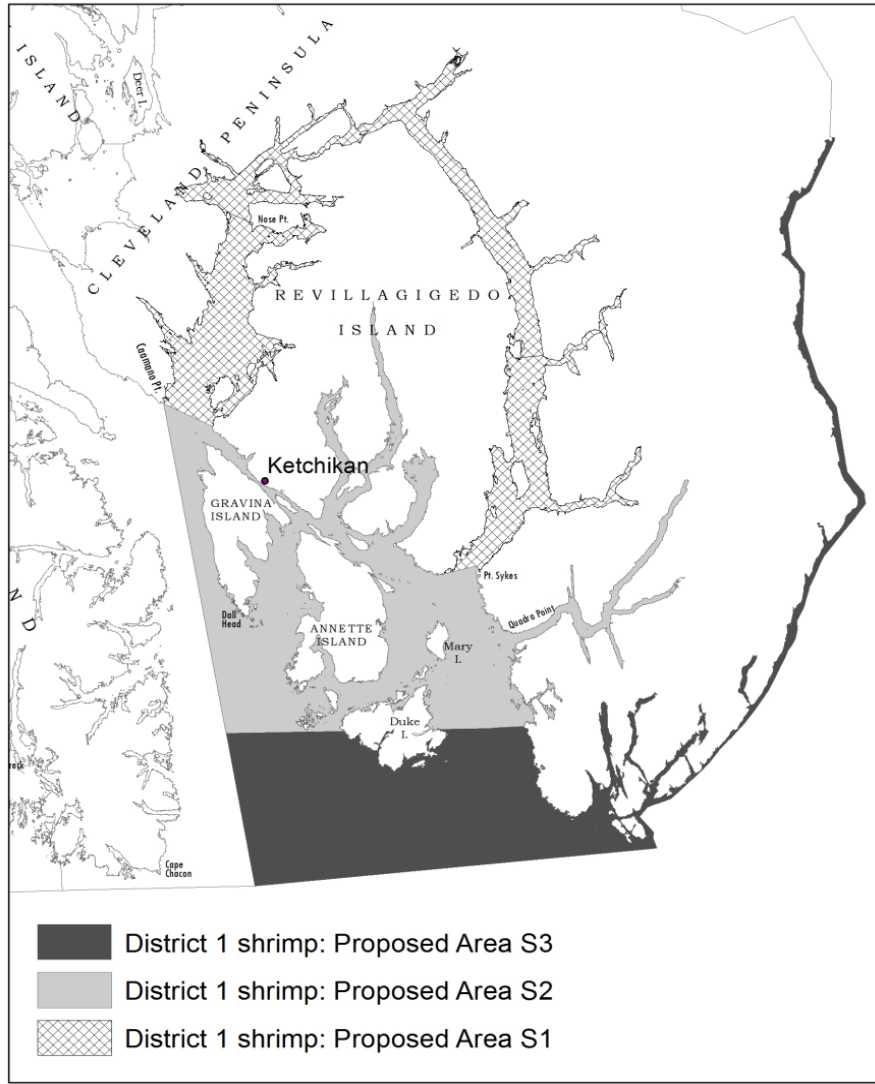 ISLAND
Deer I.
CLEVELAND PENINSULA
Nose Pt.
REVILLAGIGEDO
ISLAND
Caamano Pt.
Ketchikan
GRAVINA
ISLAND
Pt. Sykes
Dall
Head
ANNETTE
ISLAND
Quadra Point
Mary
I.
Duke
I.
ND
Cape
Chacon
District 1 shrimp: Proposed Area S3
District 1 shrimp: Proposed Area S2
District 1 shrimp: Proposed Area S1